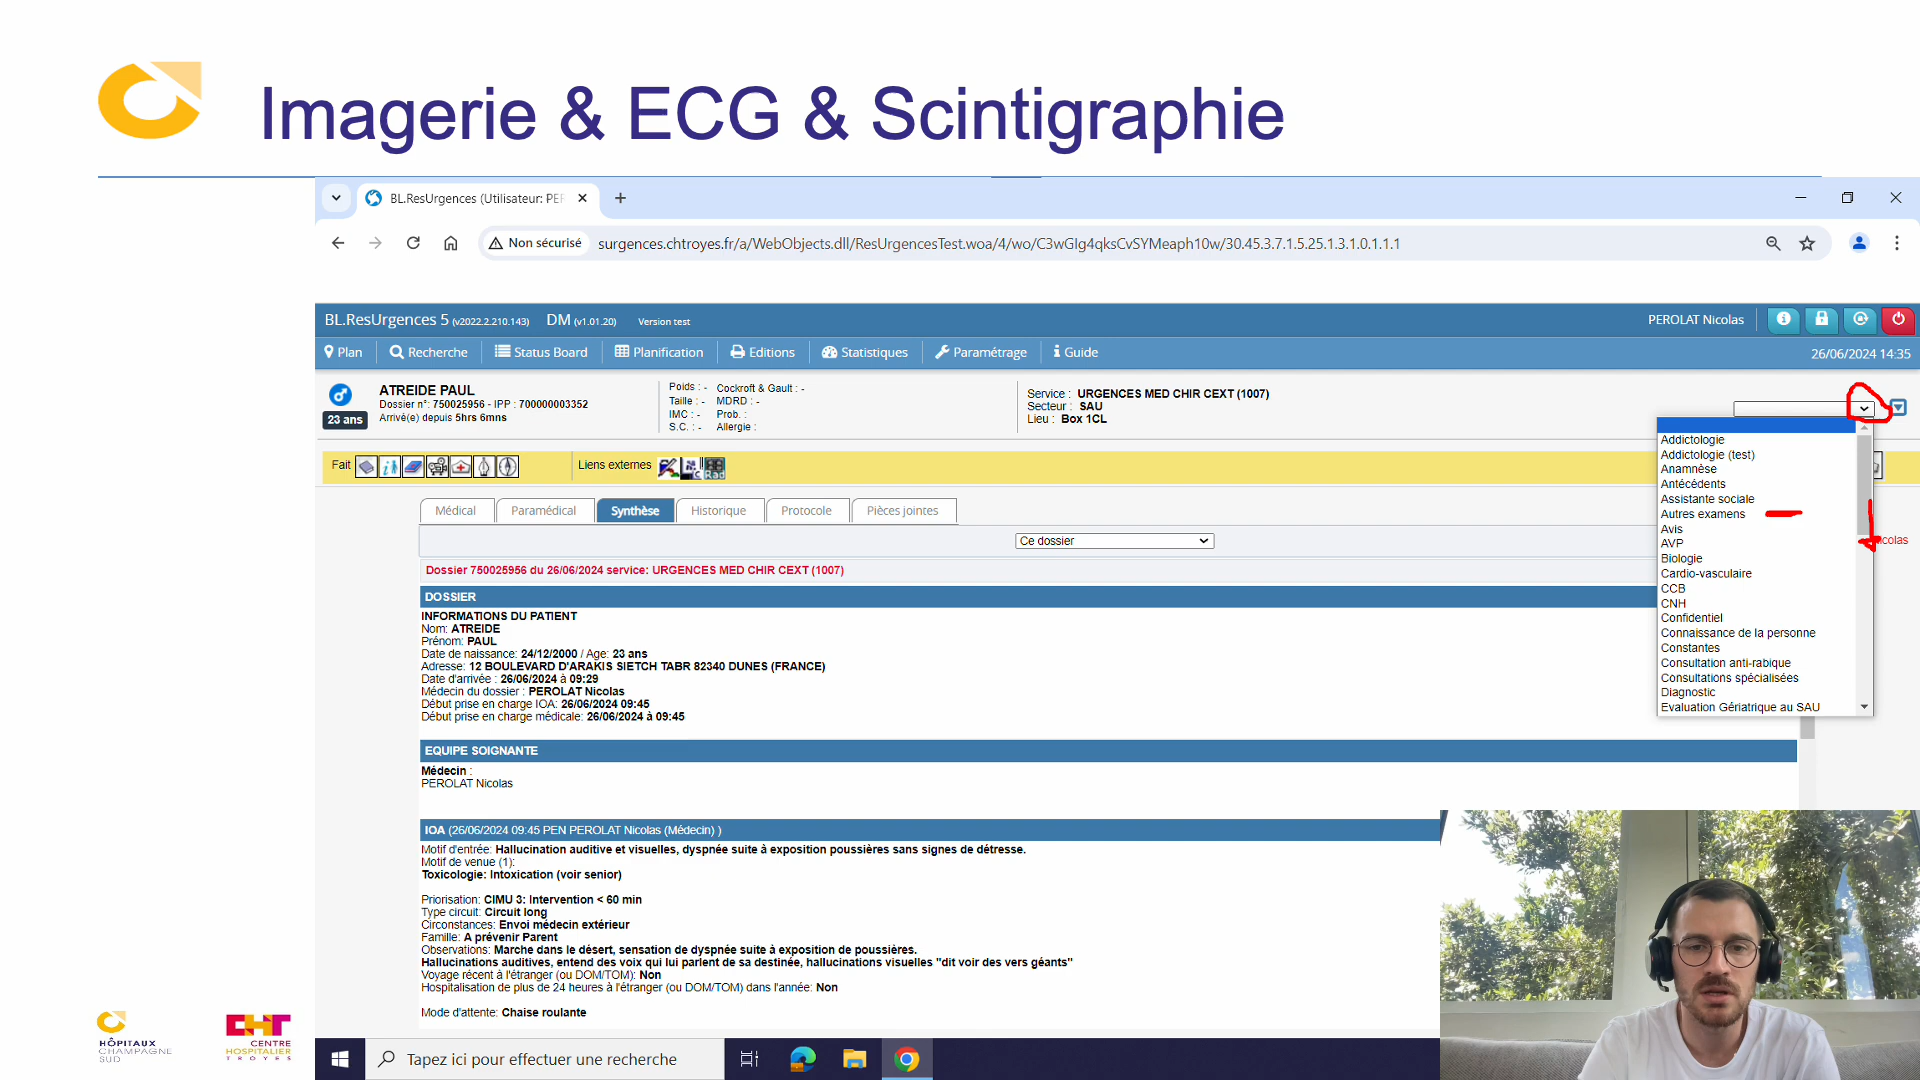 Imagerie & ECG & Scintigraphie
BL.ResUrgences (Utilisateur: PER
Non sécurisé
surgences.chtroyes.fr/a/WebObjects.dll/ResUrgencesTest.woa/4/wo/C3wGIg4qksCvSYMeaph10w/30.45.3.7.1.5.25.1.3.1.0.1.1.1
BL.ResUrgences 5 (v2022.2.210.143) DM (v1.01.20) Version test
PEROLAT Nicolas
Plan Recherche Status Board Planification Editions Statistiques Paramétrage Guide
26/06/2024 14:35
ATREIDE PAUL
Dossier n°: 750025956 - IPP : 700000003352
Arrivé(e) depuis 5hrs 6mns
23 ans
Poids : - Cockroft & Gault : -
Taille : - MDRD : -
IMC : - Prob. :
S.C. : - Allergie :
Service : URGENCES MED CHIR CEXT (1007)
Secteur : SAU
Lieu : Box 1CL
Fait
Liens externes
Rad
Médical Paramédical Synthèse Historique Protocole Pièces jointes
Ce dossier
Dossier 750025956 du 26/06/2024 service: URGENCES MED CHIR CEXT (1007)
DOSSIER
INFORMATIONS DU PATIENT
Nom: ATREIDE
Prénom: PAUL
Date de naissance: 24/12/2000 / Age: 23 ans
Adresse: 12 BOULEVARD D'ARAKIS SIETCH TABR 82340 DUNES (FRANCE)
Date d'arrivée : 26/06/2024 à 09:29
Médecin du dossier : PEROLAT Nicolas
Début prise en charge IOA: 26/06/2024 09:45
Début prise en charge médicale: 26/06/2024 à 09:45
EQUIPE SOIGNANTE
Médecin :
PEROLAT Nicolas
IOA (26/06/2024 09:45 PEN PEROLAT Nicolas (Médecin) )
Motif d'entrée: Hallucination auditive et visuelles, dyspnée suite à exposition poussières sans signes de détresse.
Motif de venue (1):
Toxicologie: Intoxication (voir senior)
Priorisation: CIMU 3: Intervention < 60 min
Type circuit: Circuit long
Circonstances: Envoi médecin extérieur
Famille: A prévenir Parent
Observations: Marche dans le désert, sensation de dyspnée suite à exposition de poussières.
Hallucinations auditives, entend des voix qui lui parlent de sa destinée, hallucinations visuelles "dit voir des vers géants"
Voyage récent à l'étranger (ou DOM/TOM): Non
Hospitalisation de plus de 24 heures à l'étranger (ou DOM/TOM) dans l'année: Non
Mode d'attente: Chaise roulante
Addictologie
Addictologie (test)
Anamnèse
Antécédents
Assistante sociale
Autres examens
Avis
AVP
Biologie
Cardio-vasculaire
CCB
CNH
Confidentiel
Connaissance de la personne
Constantes
Consultation anti-rabique
Consultations spécialisées
Diagnostic
Evaluation Gériatrique au SAU
icolas
HÔPITAUX
CHAMPAGNE
SUD
CHT
CENTRE
HOSPITALIER
TROYES
Tapez ici pour effectuer une recherche